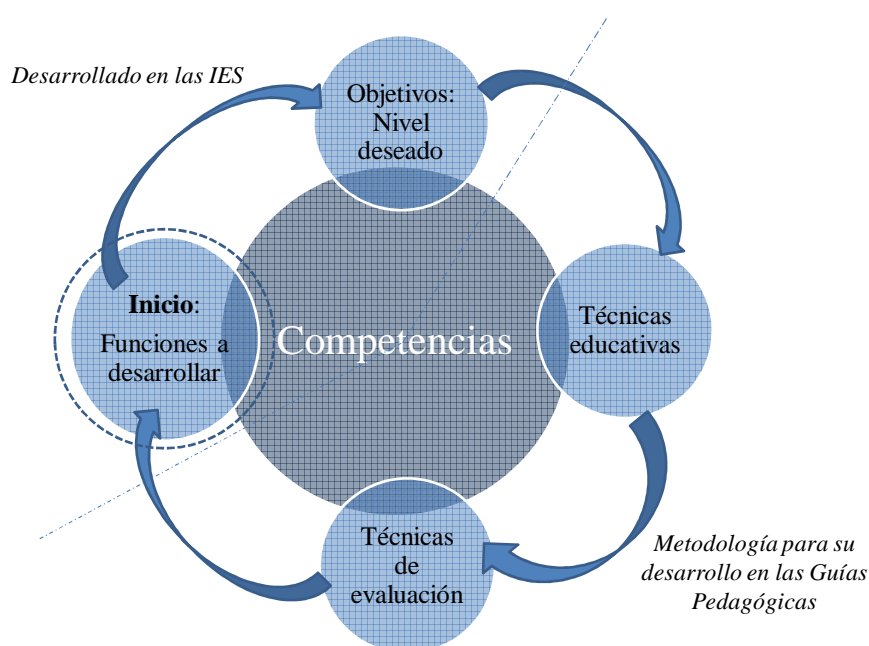 Desarrollado en las IES
Objetivos:
Nivel
deseado
Inicio:
Funciones a
desarrollar
Competencias
Técnicas
educativas
Técnicas
de
evaluación
Metodología para su
desarrollo en las Guías
Pedagógicas